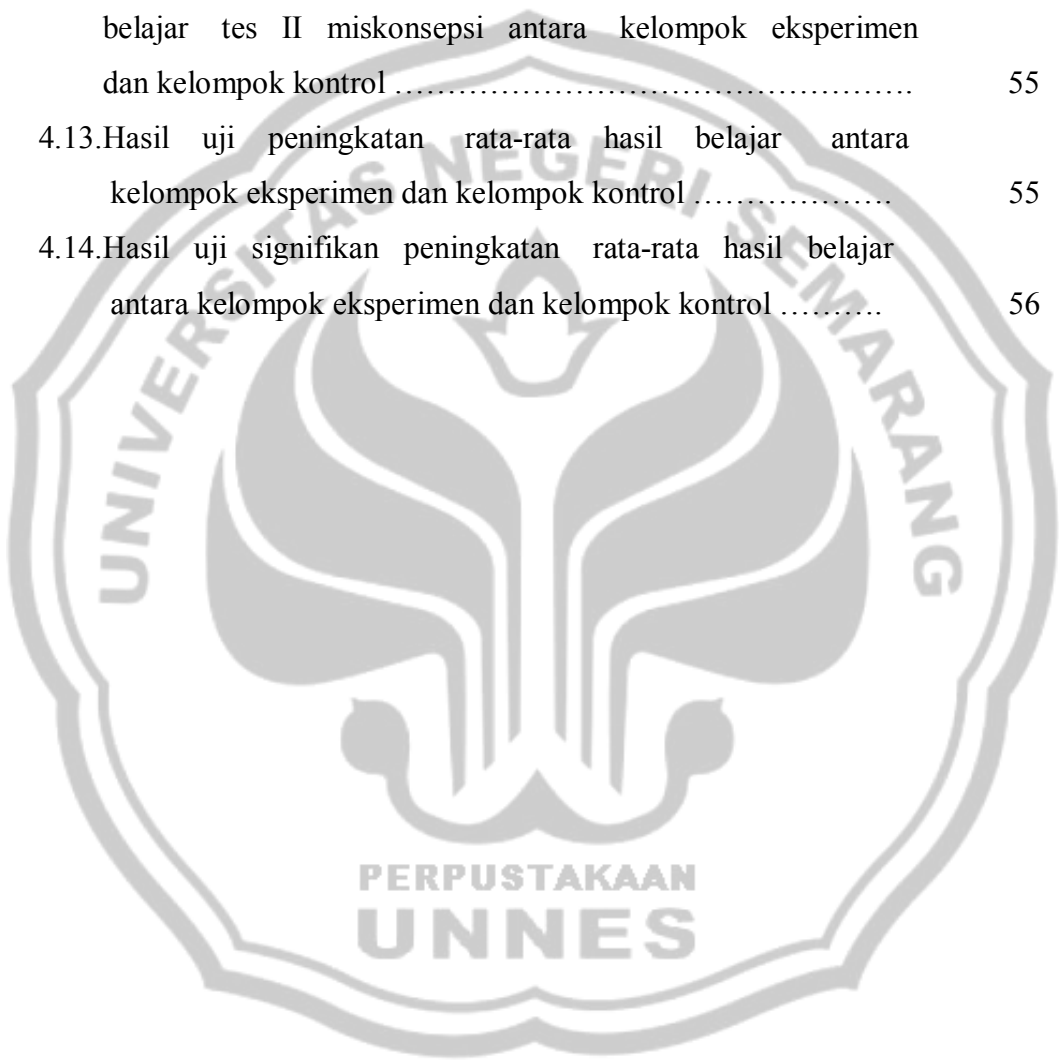 belajar tes II miskonsepsi antara kelompok eksperimen
dan kelompok kontrol …………………………………………. 55
4.13.Hasil uji peningkatan rata-rata hasil belajar antara
kelompok eksperimen dan kelompok kontrol ………………. 55
4.14.Hasil uji signifikan peningkatan rata-rata hasil belajar
antara kelompok eksperimen dan kelompok kontrol ………. 56
UNIVERSITAS NEGERI SEMARANG
PERPUSTAKAAN
UNNES